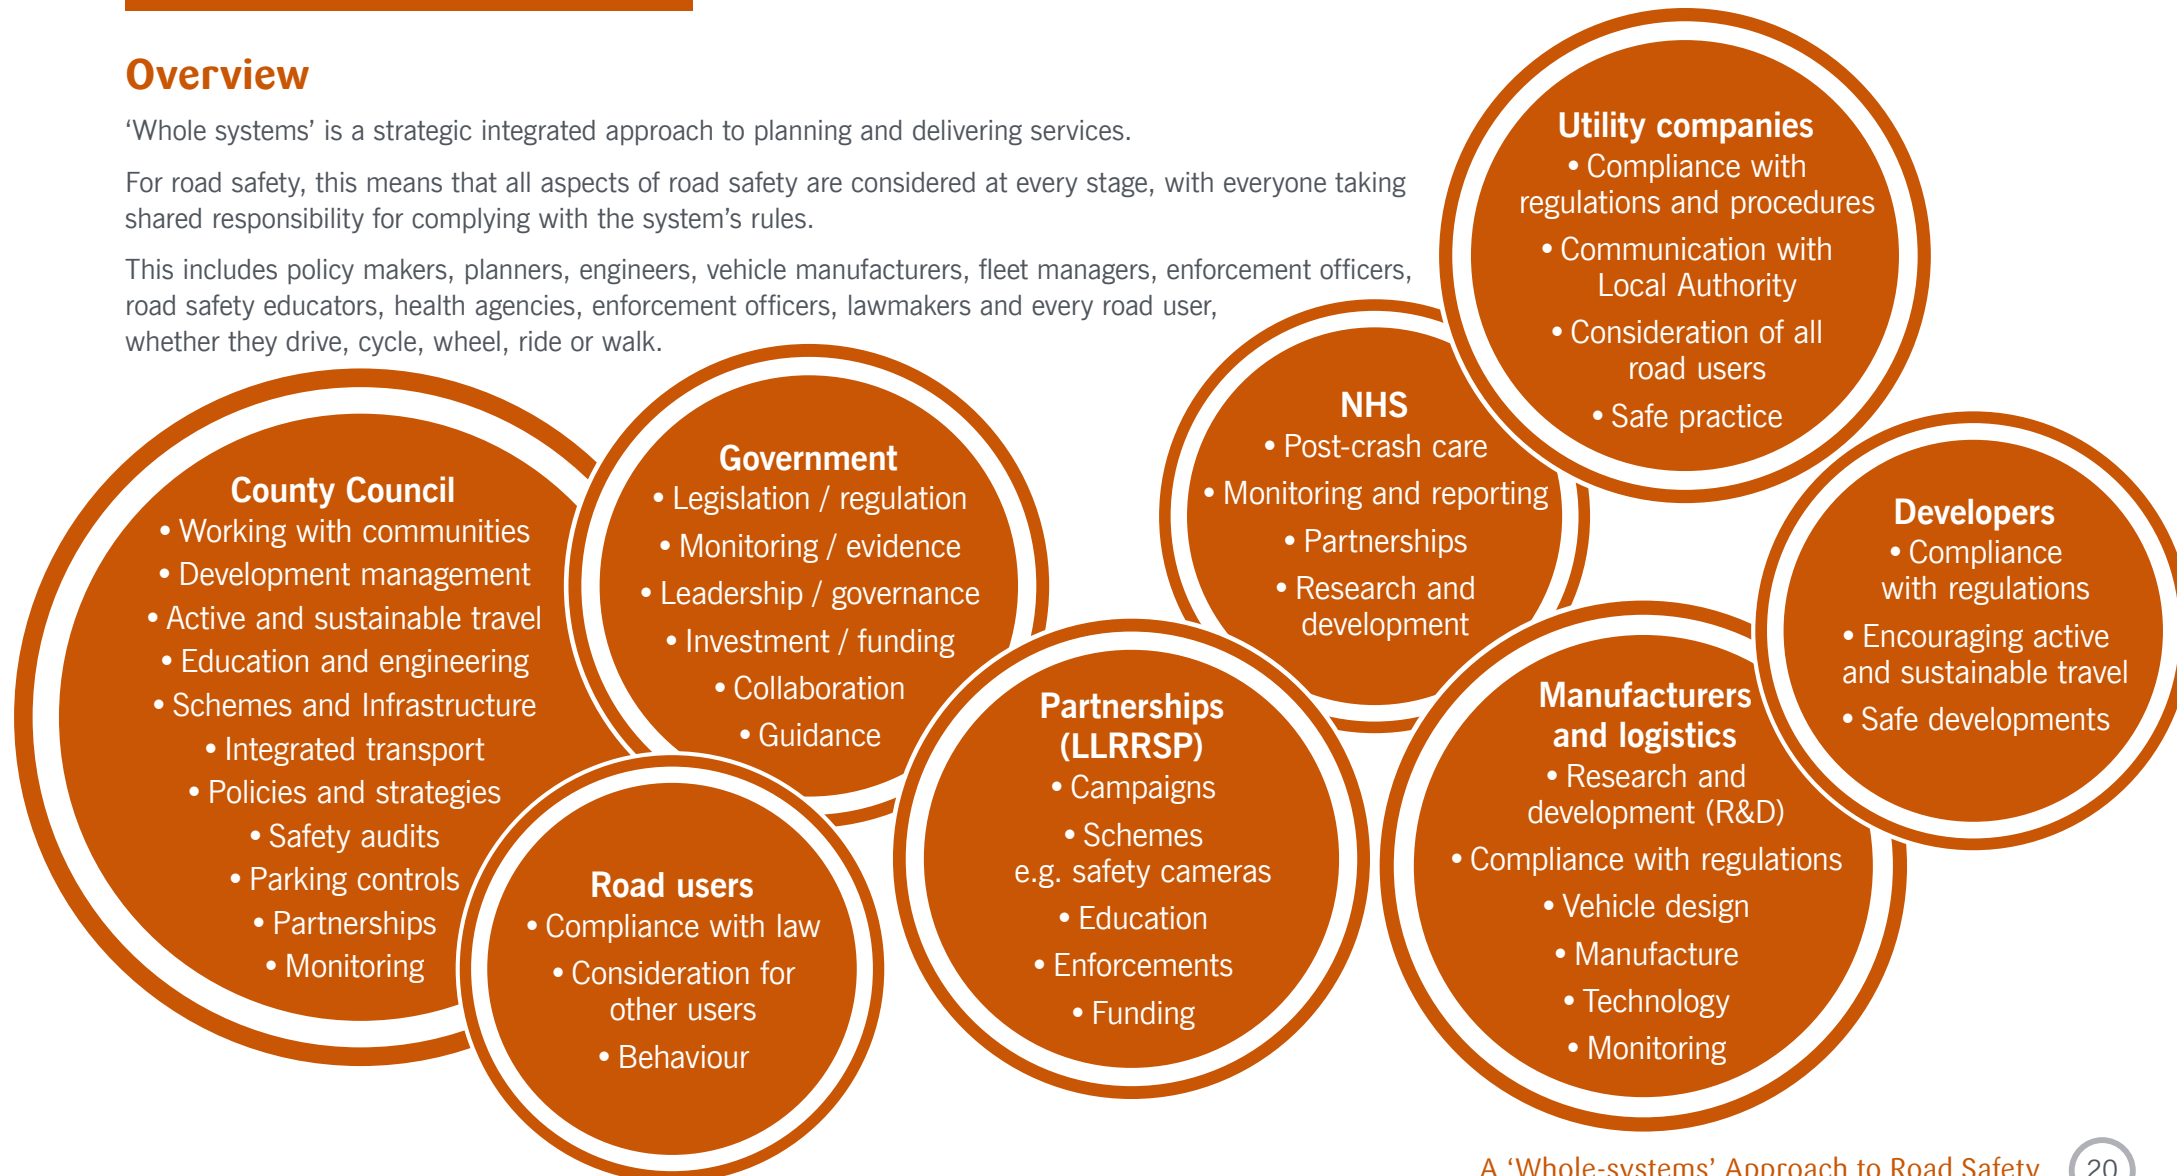 Overview
‘Whole systems’ is a strategic integrated approach to planning and delivering services.
For road safety, this means that all aspects of road safety are considered at every stage, with everyone taking
shared responsibility for complying with the system’s rules.
This includes policy makers, planners, engineers, vehicle manufacturers, fleet managers, enforcement officers,
road safety educators, health agencies, enforcement officers, lawmakers and every road user,
whether they drive, cycle, wheel, ride or walk.
County Council
• Working with communities
• Development management
• Active and sustainable travel
• Education and engineering
• Schemes and Infrastructure
• Integrated transport
• Policies and strategies
• Safety audits
• Parking controls
• Partnerships
• Monitoring
Government
• Legislation / regulation
• Monitoring / evidence
• Leadership / governance
• Investment / funding
• Collaboration
• Guidance
Road users
• Compliance with law
• Consideration for
other users
• Behaviour
Partnerships
(LLRRSP)
• Campaigns
• Schemes
e.g. safety cameras
• Education
• Enforcements
• Funding
NHS
• Post-crash care
• Monitoring and reporting
• Partnerships
• Research and
development
Utility companies
• Compliance with
regulations and procedures
• Communication with
Local Authority
• Consideration of all
road users
• Safe practice
Manufacturers
and logistics
• Research and
development (R&D)
• Compliance with regulations
• Vehicle design
• Manufacture
• Technology
• Monitoring
Developers
• Compliance
with regulations
• Encouraging active
and sustainable travel
• Safe developments
A ‘Whole-systems’ Approach to Road Safety
20